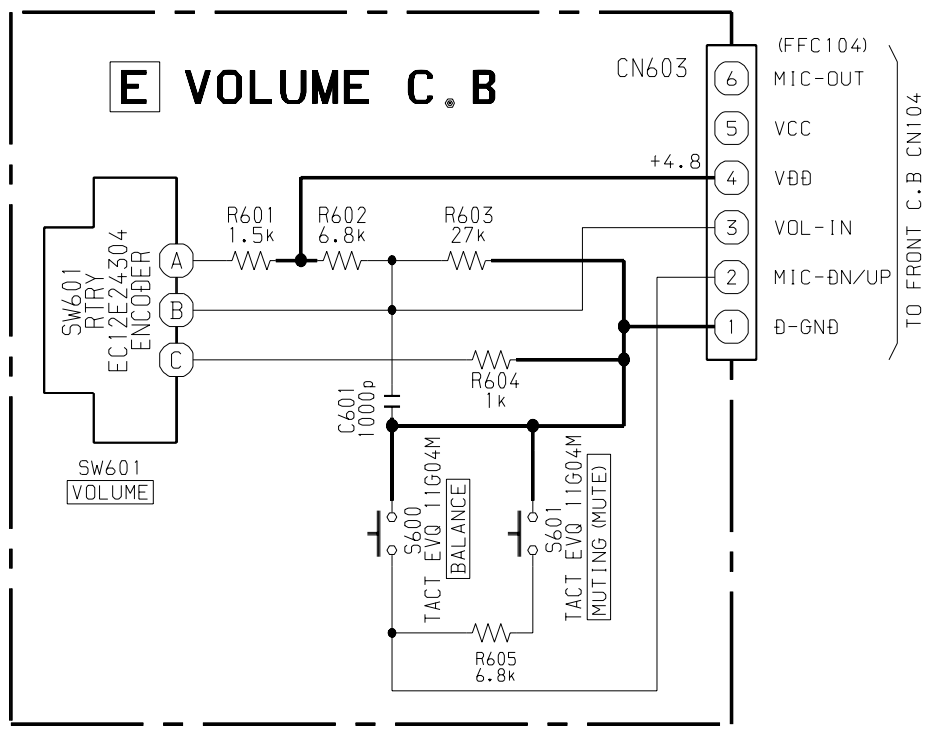 E VOLUME C.B
CN603
(FFC104)
6 MIC-OUT
5 VCC
+4.8
4 VDD
3 VOL-IN
2 MIC-DN/UP
1 D-GND
TO FRONT C.B CN104
R601
1.5k
R602
6.8k
R603
27k
SW601
RTRY
EC12E24304
ENCODER
A
B
C
R604
1k
C601
1000p
SW601
VOLUME
S600
TACT EVQ 11G04M
BALANCE
S601
TACT EVQ 11G04M
MUTING (MUTE)
R605
6.8k